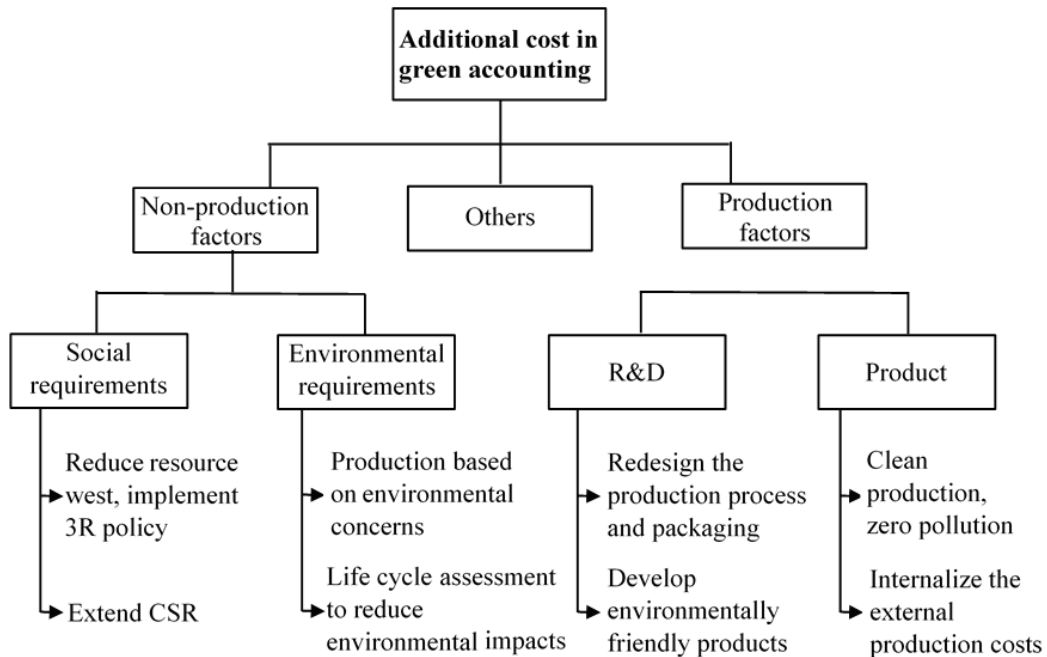 Additional cost in
green accounting
Non-production
factors
Others
Production
factors
Social
requirements
Environmental
requirements
R&D
Product
Reduce resource
west, implement
3R policy
Extend CSR
Production based
on environmental
concerns
Life cycle assessment
to reduce
environmental impacts
Redesign the
production process
and packaging
Develop
environmentally
friendly products
Clean
production,
zero pollution
Internalize the
external
production costs